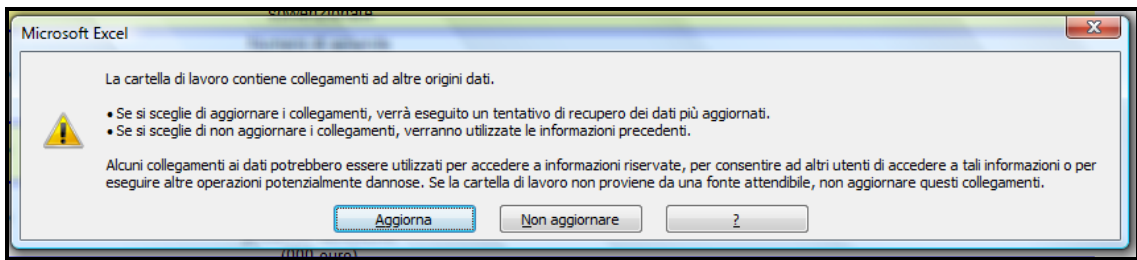 sovvenzionare
Microsoft Excel
X
La cartella di lavoro contiene collegamenti ad altre origini dati.
• Se si sceglie di aggiornare i collegamenti, verrà eseguito un tentativo di recupero dei dati più aggiornati.
• Se si sceglie di non aggiornare i collegamenti, verranno utilizzate le informazioni precedenti.
Alcuni collegamenti ai dati potrebbero essere utilizzati per accedere a informazioni riservate, per consentire ad altri utenti di accedere a tali informazioni o per
eseguire altre operazioni potenzialmente dannose. Se la cartella di lavoro non proviene da una fonte attendibile, non aggiornare questi collegamenti.
Aggiorna Non aggiornare ?
(000 euro)